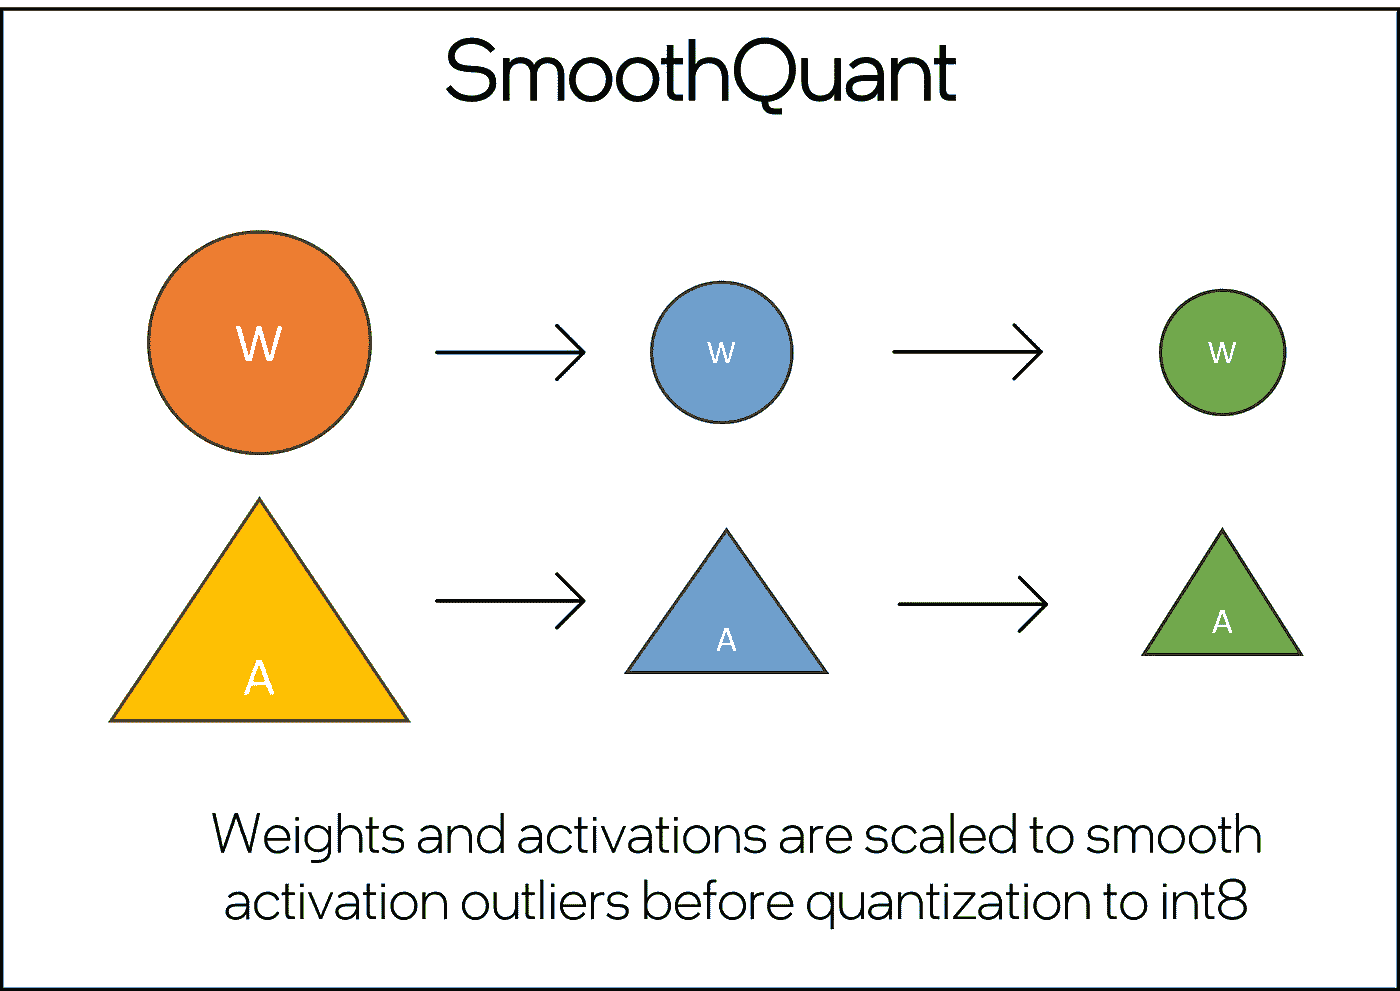 SmoothQuant
W
W
W
A
A
A
Weights and activations are scaled to smooth
activation outliers before quantization to int8